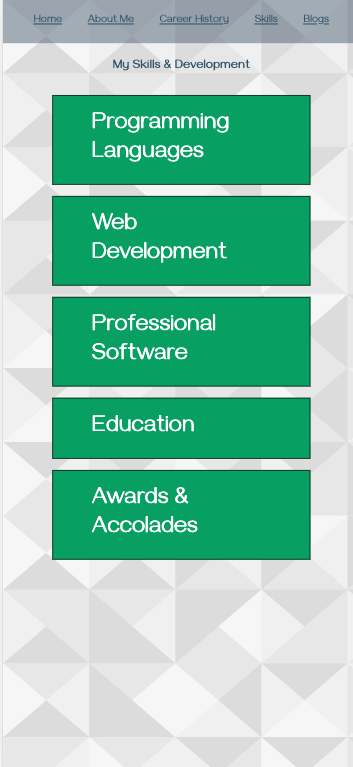 Home About Me Career History Skills Blogs
My Skills & Development
Programming
Languages
Web
Development
Professional
Software
Education
Awards &
Accolades